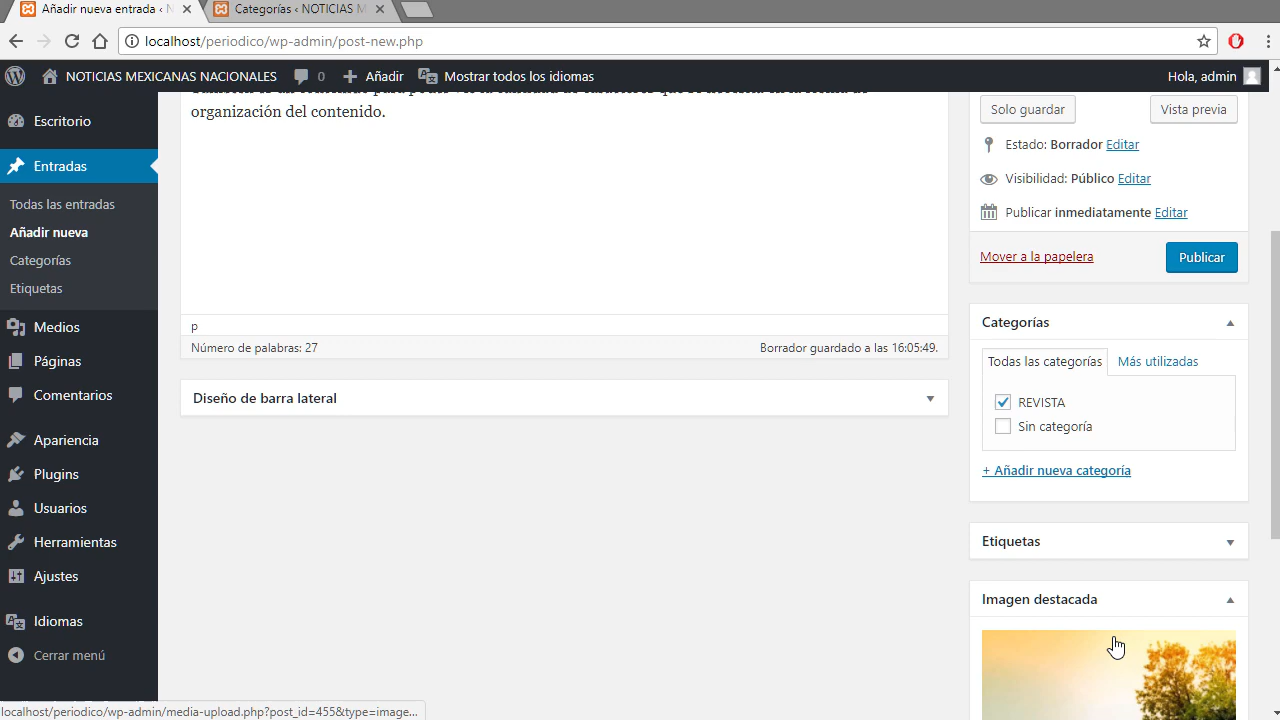 Añadir nueva entrada ‹ N
Categorías ‹ NOTICIAS M
localhost/periodico/wp-admin/post-new.php
NOTICIAS MEXICANAS NACIONALES
0
Añadir
Mostrar todos los idiomas
Hola, admin
Escritorio
Entradas
Todas las entradas
Añadir nueva
Categorías
Etiquetas
Medios
Páginas
Comentarios
Apariencia
Plugins
Usuarios
Herramientas
Ajustes
Idiomas
Cerrar menú
organización del contenido.
p
Número de palabras: 27
Borrador guardado a las 16:05:49.
Diseño de barra lateral
Solo guardar
Vista previa
Estado: Borrador Editar
Visibilidad: Público Editar
Publicar inmediatamente Editar
Mover a la papelera
Publicar
Categorías
Todas las categorías
Más utilizadas
REVISTA
Sin categoría
+ Añadir nueva categoría
Etiquetas
Imagen destacada
localhost/periodico/wp-admin/media-upload.php?post_id=455&type=image...